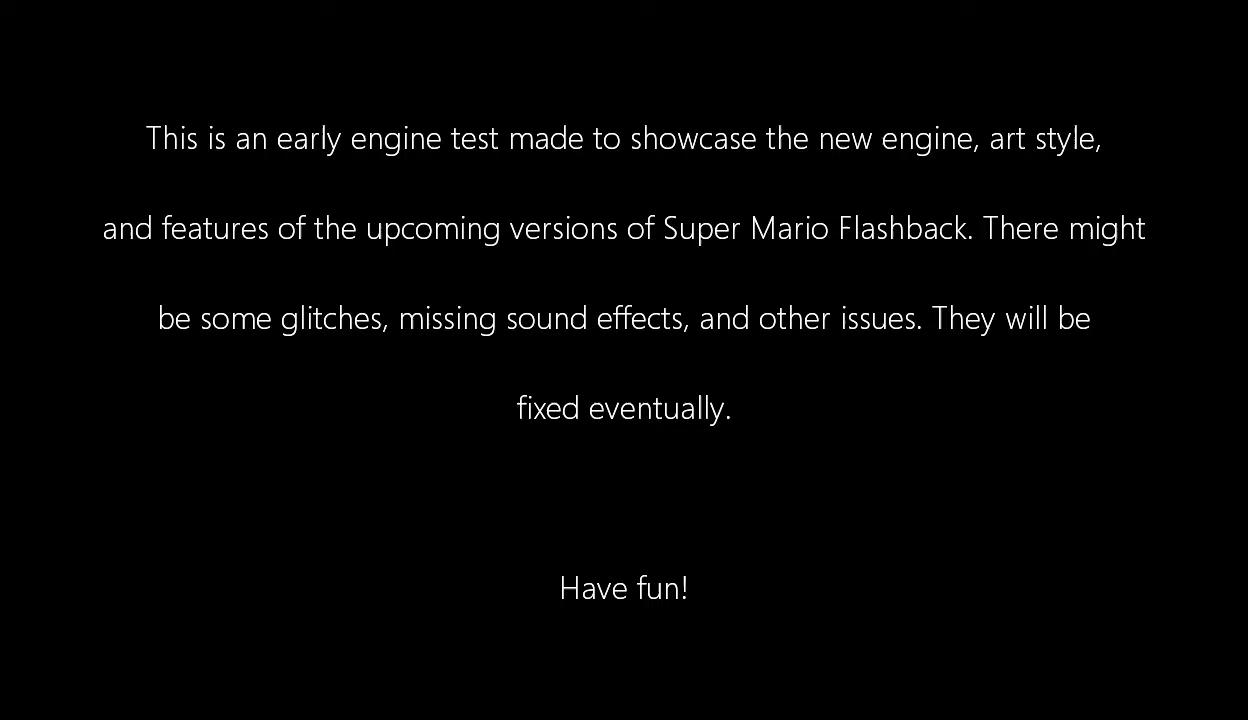 This is an early engine test made to showcase the new engine, art style,
and features of the upcoming versions of Super Mario Flashback. There might
be some glitches, missing sound effects, and other issues. They will be
fixed eventually.
Have fun!